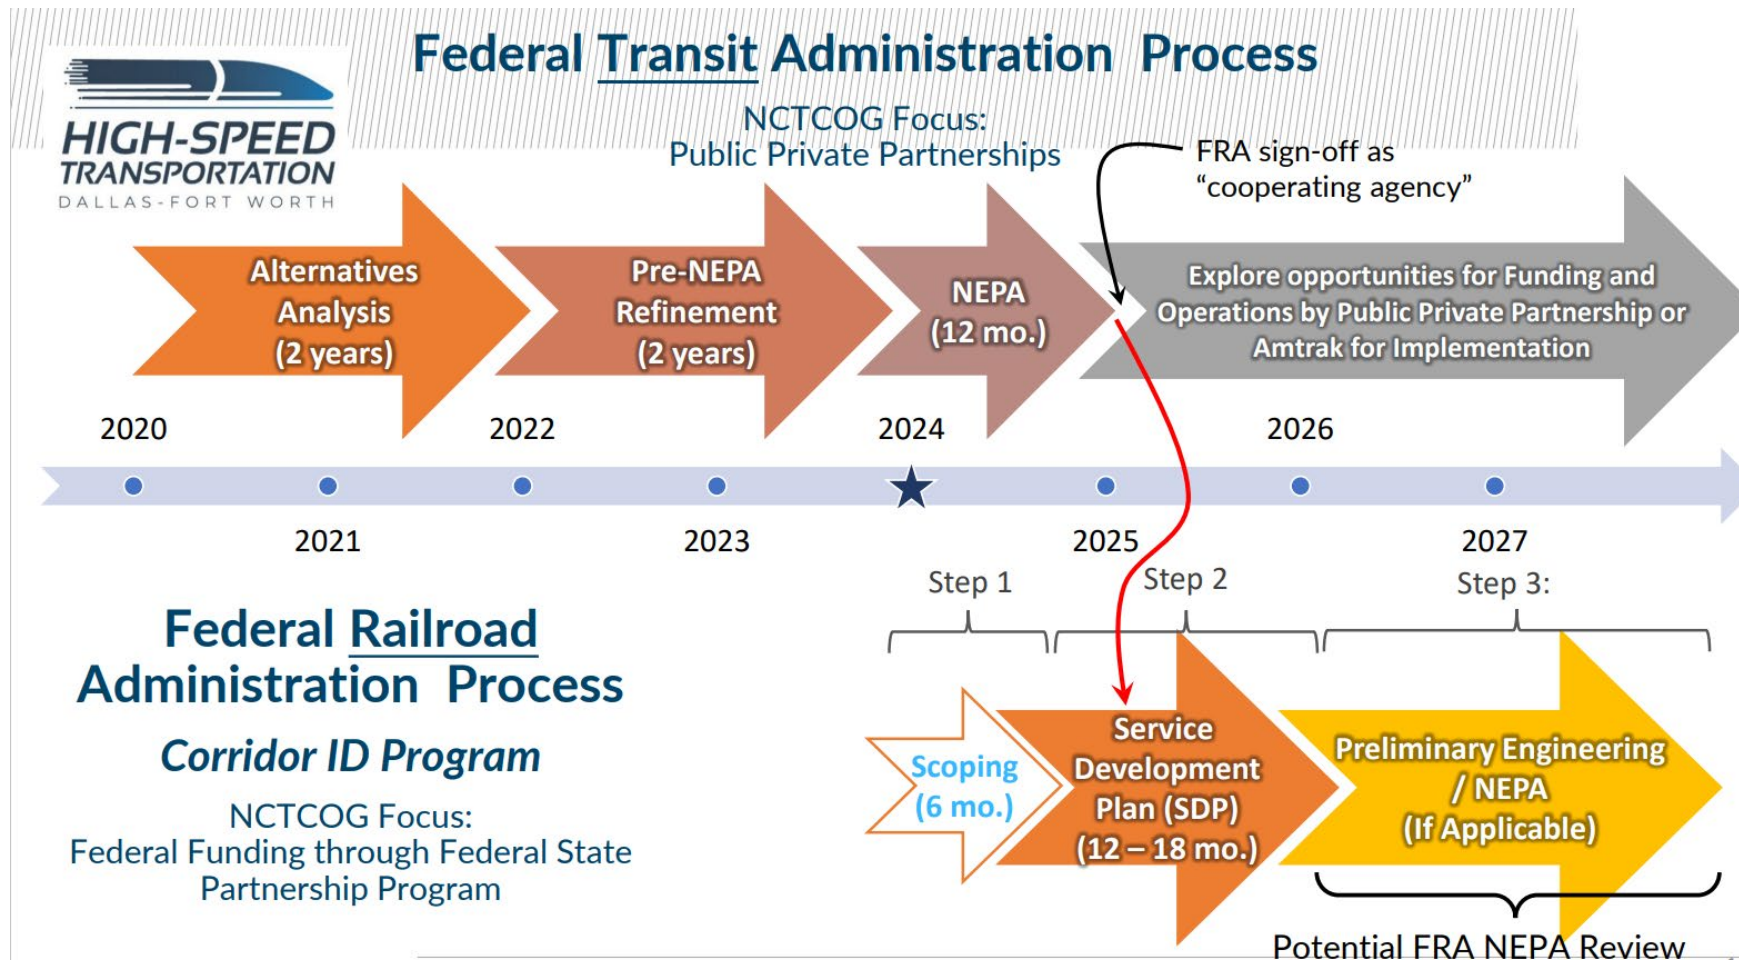 Federal Transit Administration Process
HIGH-SPEED
TRANSPORTATION
DALLAS-FORT WORTH
NCTCOG Focus:
Public Private Partnerships
FRA sign-off as
“cooperating agency”
Alternatives
Analysis
(2 years)
Pre-NEPA
Refinement
(2 years)
NEPA
(12 mo.)
Explore opportunities for Funding and
Operations by Public Private Partnership or
Amtrak for Implementation
2020
2022
2024
2026
2021
2023
2025
2027
Step 1
Step 2
Step 3:
Federal Railroad
Administration Process
Corridor ID Program
NCTCOG Focus:
Federal Funding through Federal State
Partnership Program
Scoping
(6 mo.)
Service
Development
Plan (SDP)
(12 – 18 mo.)
Preliminary Engineering
/ NEPA
(If Applicable)
Potential FRA NEPA Review